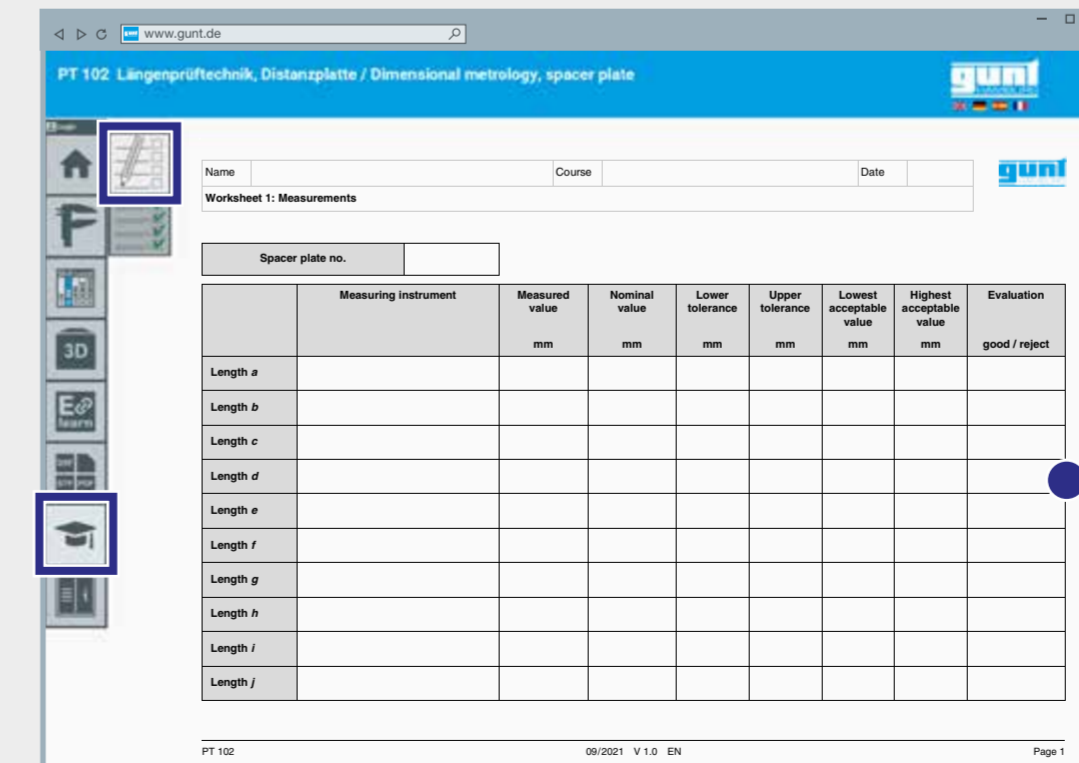 www.gunt.de
PT 102 Längenprüftechnik, Distanzplatte / Dimensional metrology, spacer plate
gunt
HAMBURG
Name Course Date
gunt
Worksheet 1: Measurements
3D
E
learn
Spacer plate no.
Measuring instrument Measured value mm Nominal value mm Lower tolerance mm Upper tolerance mm Lowest acceptable value mm Highest acceptable value mm Evaluation good / reject
Length a
Length b
Length c
Length d
Length e
Length f
Length g
Length h
Length i
Length j
PT 102 09/2021 V 1.0 EN Page 1